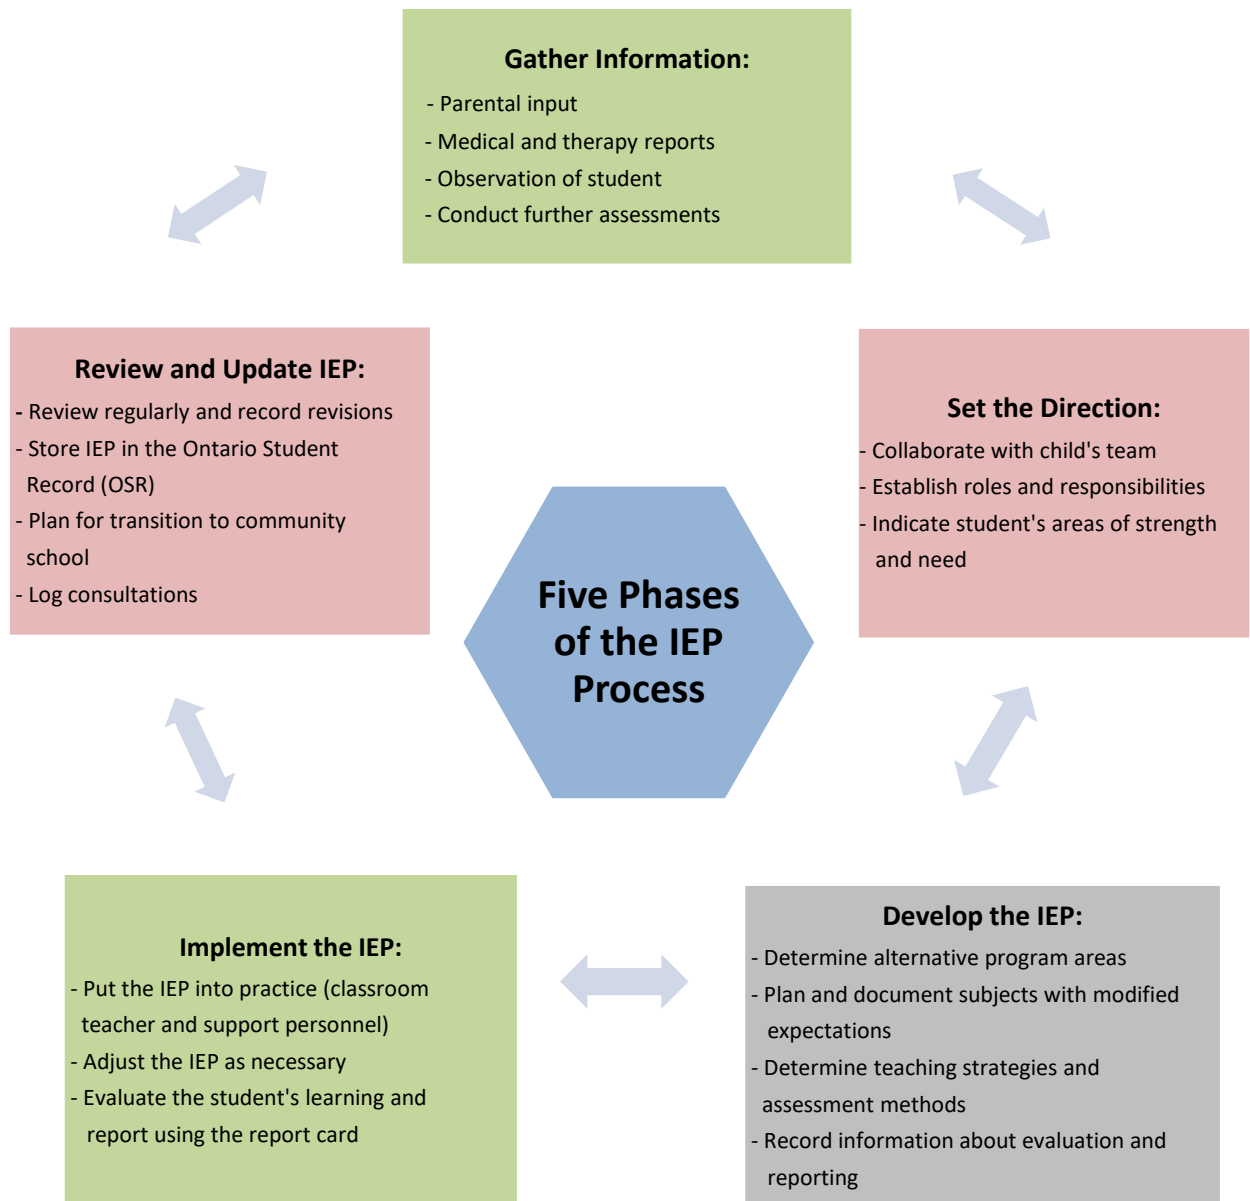 Gather Information:
- Parental input
- Medical and therapy reports
- Observation of student
- Conduct further assessments
Set the Direction:
- Collaborate with child's team
- Establish roles and responsibilities
- Indicate student's areas of strength
and need
Develop the IEP:
- Determine alternative program areas
- Plan and document subjects with modified
expectations
- Determine teaching strategies and
assessment methods
- Record information about evaluation and
reporting
Implement the IEP:
- Put the IEP into practice (classroom
teacher and support personnel)
- Adjust the IEP as necessary
- Evaluate the student's learning and
report using the report card
Review and Update IEP:
- Review regularly and record revisions
- Store IEP in the Ontario Student
Record (OSR)
- Plan for transition to community
school
- Log consultations
Five Phases
of the IEP
Process